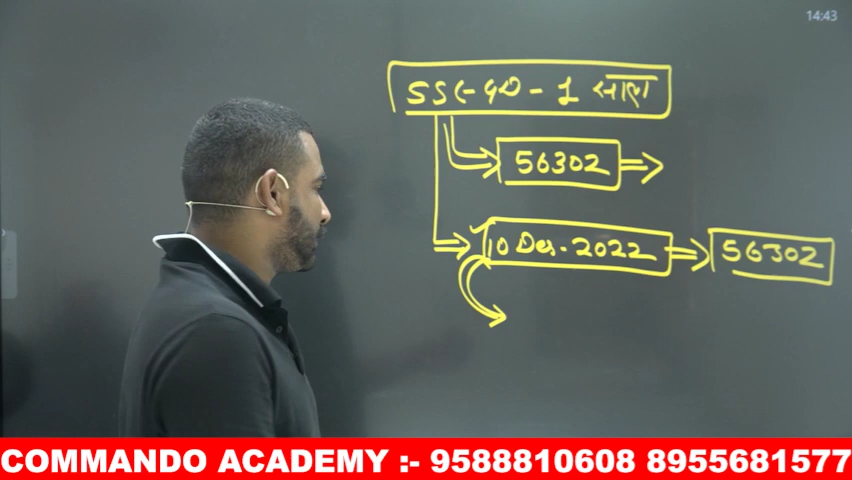 14:43
SSC-GD-1 लाख
56302
10 Dec.-2022
56302
COMMANDO ACADEMY :- 9588810608 8955681577